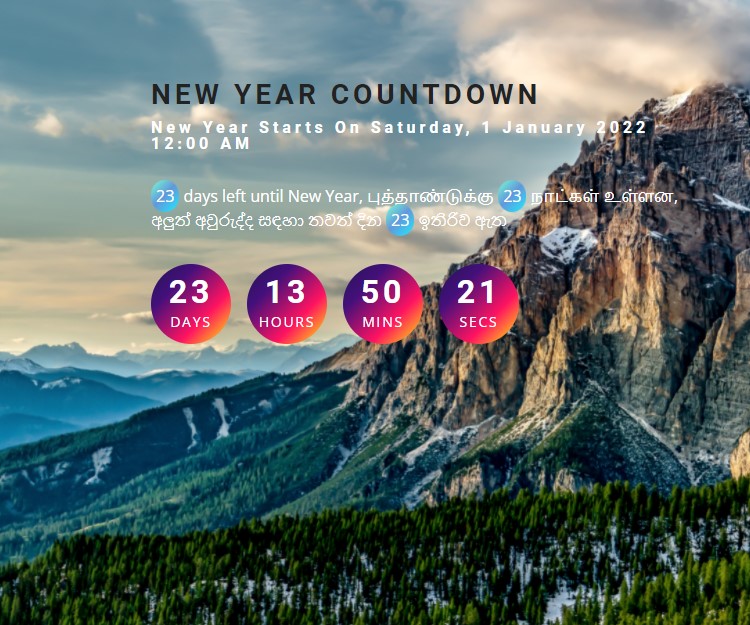 NEW YEAR COUNTDOWN
New Year Starts On Saturday, 1 January 2022
12:00 AM
23 days left until New Year, புத்தாண்டுக்கு 23 நாட்கள் உள்ளன,
අලුත් අවුරුද්ද සඳහා තවත් දින 23 ඉතිරිව ඇත
23 13 50 21
DAYS HOURS MINS SECS